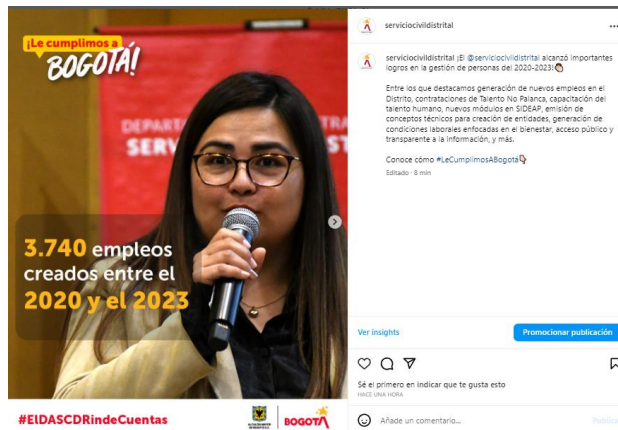 ¡Le cumplimos a
BOGOTÁ!
DEPARTA
SERV
TRA
ST
3.740 empleos
creados entre el
2020 y el 2023
#ElDASCDRindeCuentas
BOGOTÁ
serviciocivildistrital
serviciocivildistrital ¡El @serviciocivildistrital alcanzó importantes
logros en la gestión de personas del 2020-2023!
Entre los que destacamos generación de nuevos empleos en el
Distrito, contrataciones de Talento No Palanca, capacitación del
talento humano, nuevos módulos en SIDEAP, emisión de
conceptos técnicos para creación de entidades, generación de
condiciones laborales enfocadas en el bienestar, acceso público y
transparente a la información, y más.
Conoce cómo #LeCumplimosABogotá
Editado · 8 min
Ver insights
Promocionar publicación
Sé el primero en indicar que te gusta esto
HACE UNA HORA
Añade un comentario...
Publica